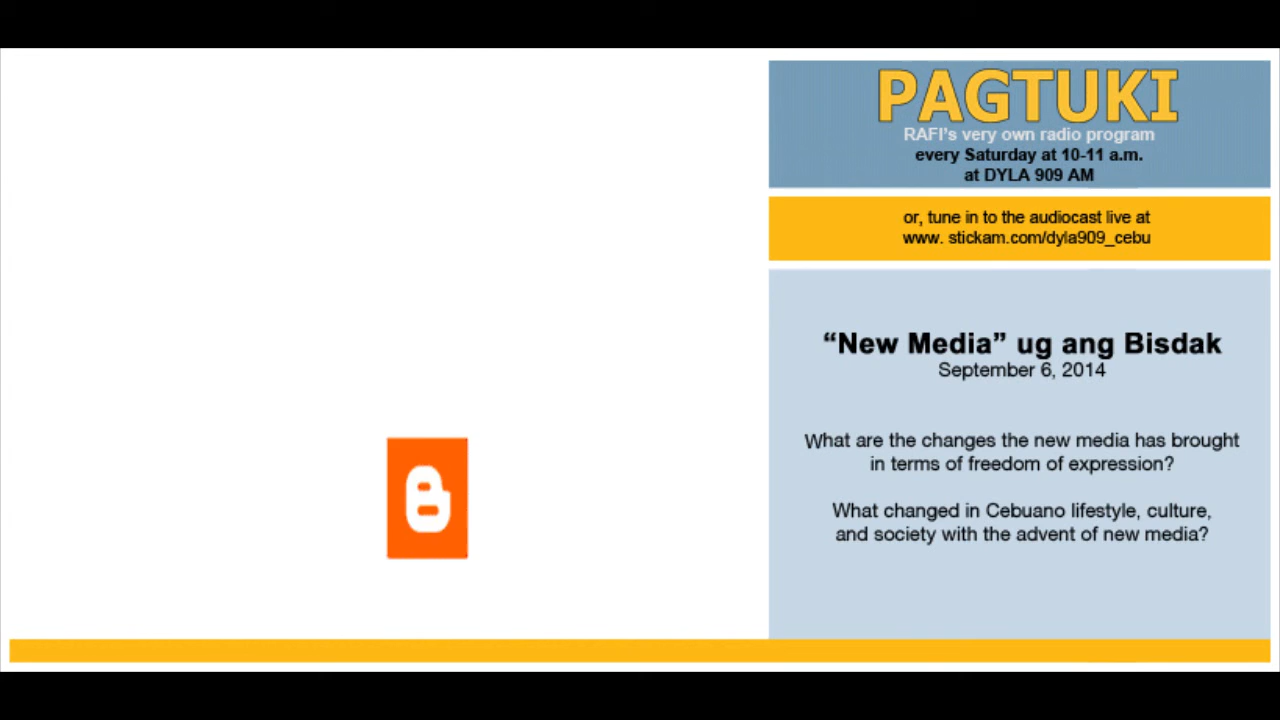 PAGTUKI
RAFI's very own radio program
every Saturday at 10-11 a.m.
at DYLA 909 AM
or, tune in to the audiocast live at
www. stickam.com/dyla909_cebu
“New Media” ug ang Bisdak
September 6, 2014
What are the changes the new media has brought
in terms of freedom of expression?
What changed in Cebuano lifestyle, culture,
and society with the advent of new media?